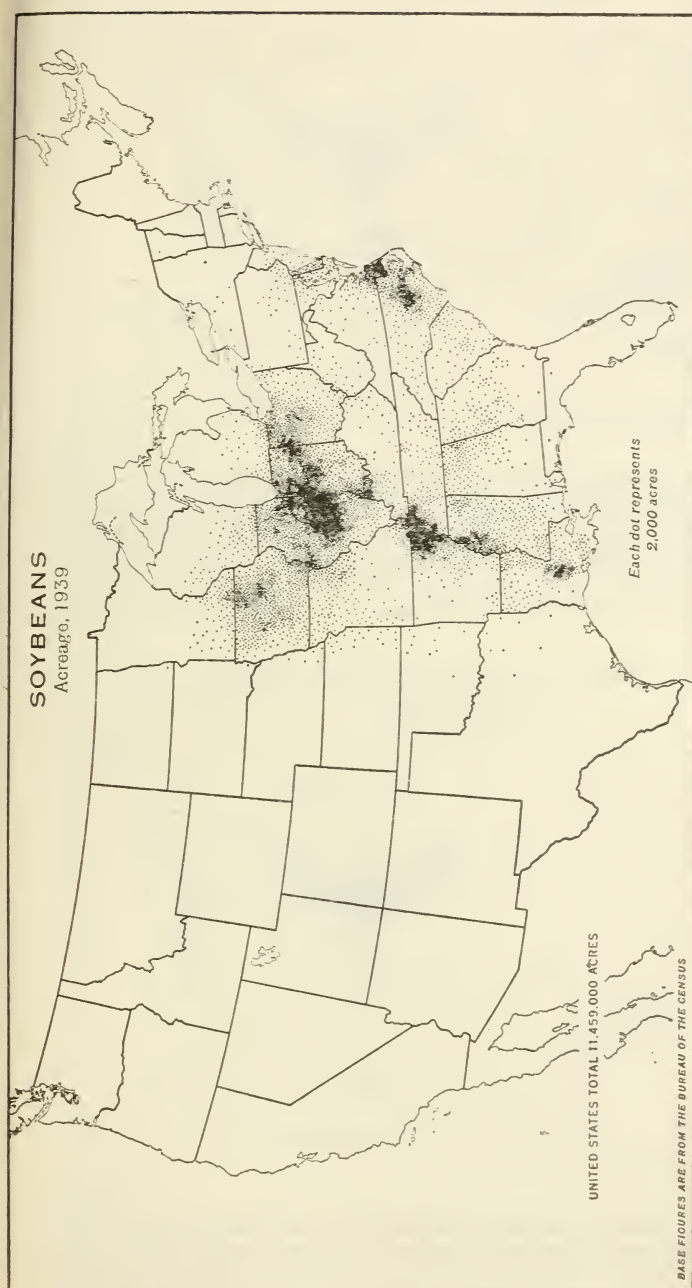 SOYBEANS
Acreage, 1939
Each dot represents
2,000 acres
UNITED STATES TOTAL 11,459,000 ACRES
BASE FIGURES ARE FROM THE BUREAU OF THE CENSUS